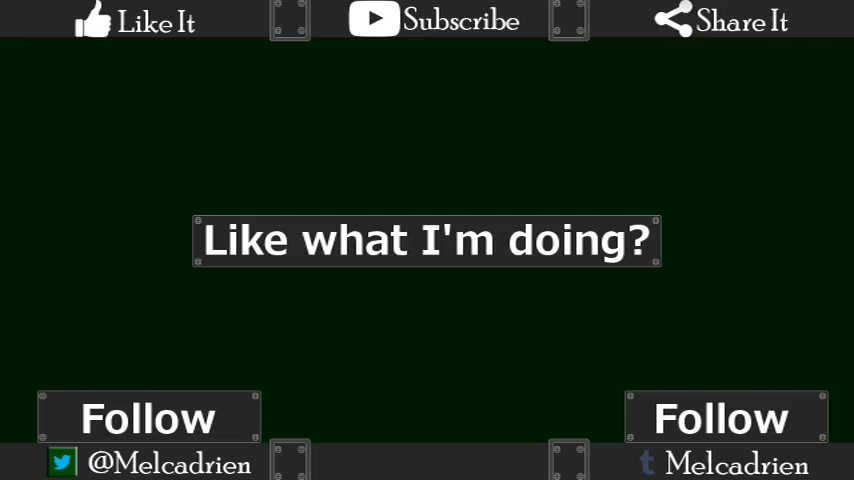 Like It
Subscribe
Share It
Like what I'm doing?
Follow
@Melcadrien
Follow
Melcadrien